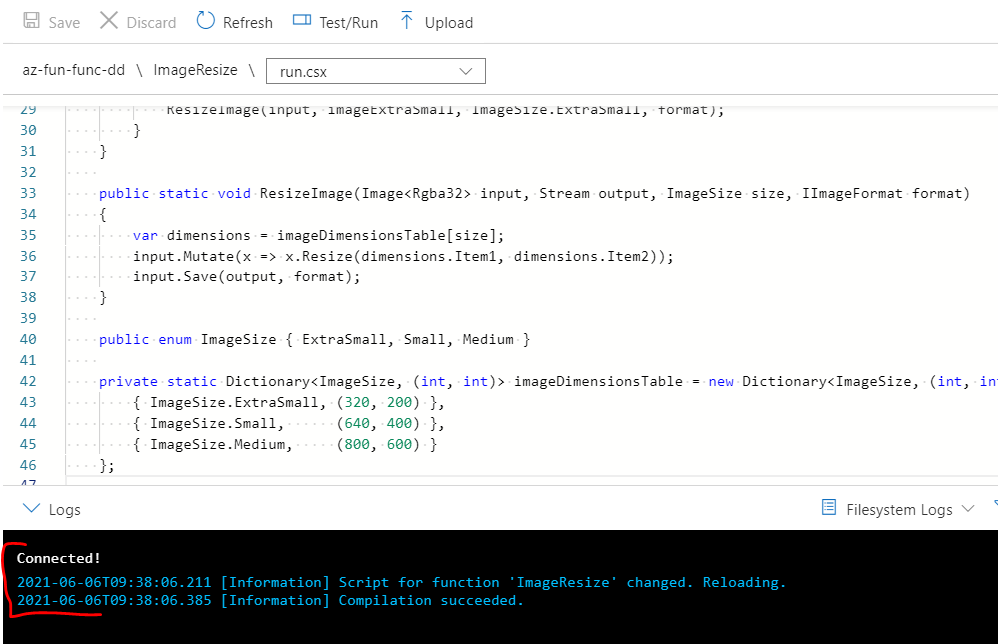 Save Discard Refresh Test/Run Upload
az-fun-func-dd \ ImageResize \ run.csx
29 ResizeImage(input, imageExtraSmall, ImageSize.ExtraSmall, format);
30 }
31 }
32
33 public static void ResizeImage(Image<Rgba32> input, Stream output, ImageSize size, IImageFormat format)
34 {
35 var dimensions = imageDimensionsTable[size];
36 input.Mutate(x => x.Resize(dimensions.Item1, dimensions.Item2));
37 input.Save(output, format);
38 }
39
40 public enum ImageSize { ExtraSmall, Small, Medium }
41
42 private static Dictionary<ImageSize, (int, int)> imageDimensionsTable = new Dictionary<ImageSize, (int, in
43 { ImageSize.ExtraSmall, (320, 200) },
44 { ImageSize.Small, (640, 400) },
45 { ImageSize.Medium, (800, 600) }
46 };
47
Logs Filesystem Logs
Connected!
2021-06-06T09:38:06.211 [Information] Script for function 'ImageResize' changed. Reloading.
2021-06-06T09:38:06.385 [Information] Compilation succeeded.